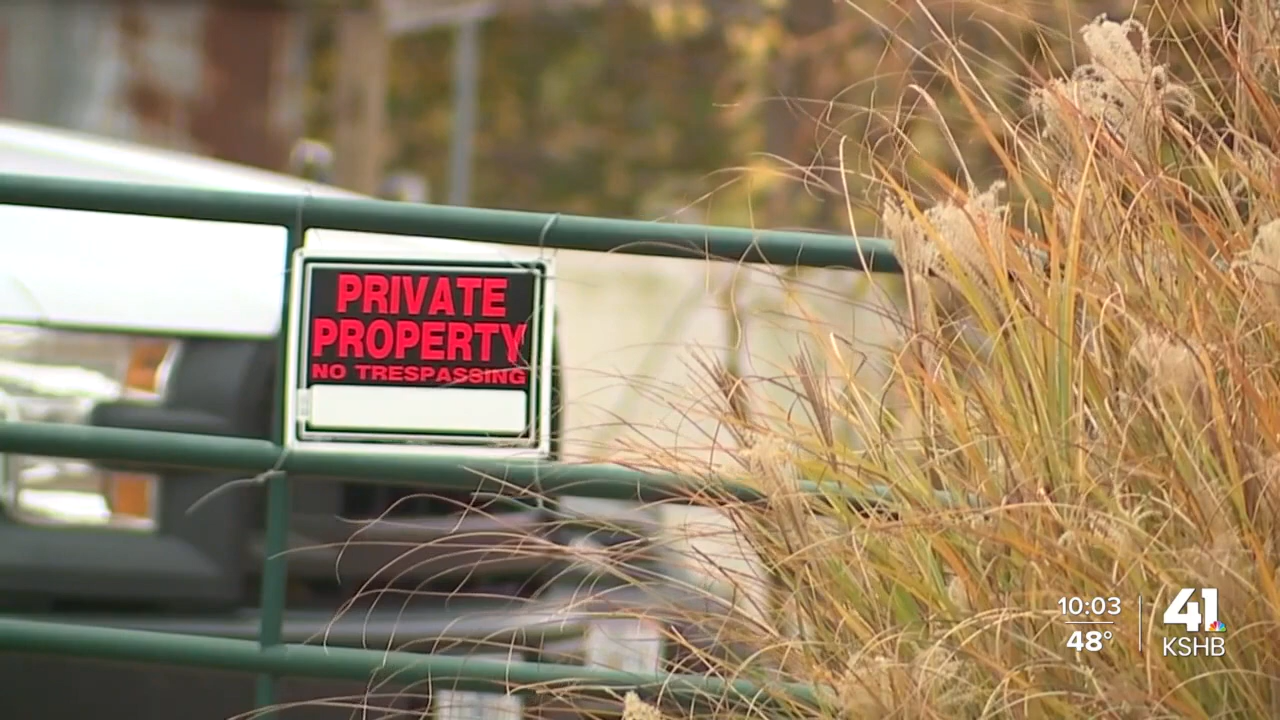 PRIVATE
PROPERTY
NO TRESPASSING
10:03
48°
41
KSHB